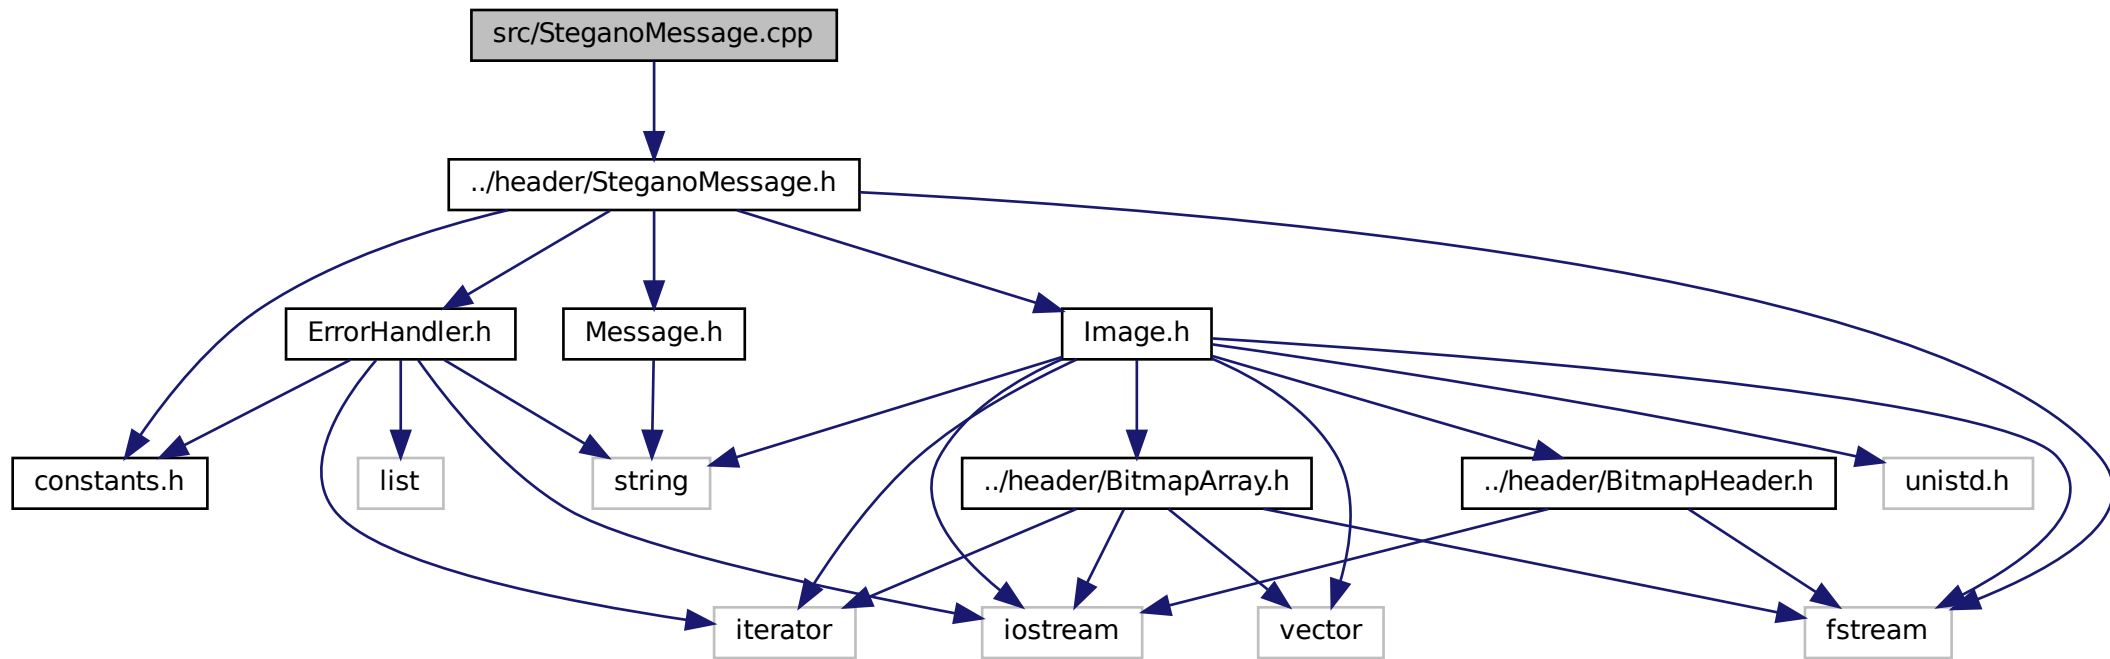 src/SteganoMessage.cpp
../header/SteganoMessage.h
ErrorHandler.h
Message.h
Image.h
constants.h
list
string
../header/BitmapArray.h
../header/BitmapHeader.h
unistd.h
iterator
iostream
vector
fstream